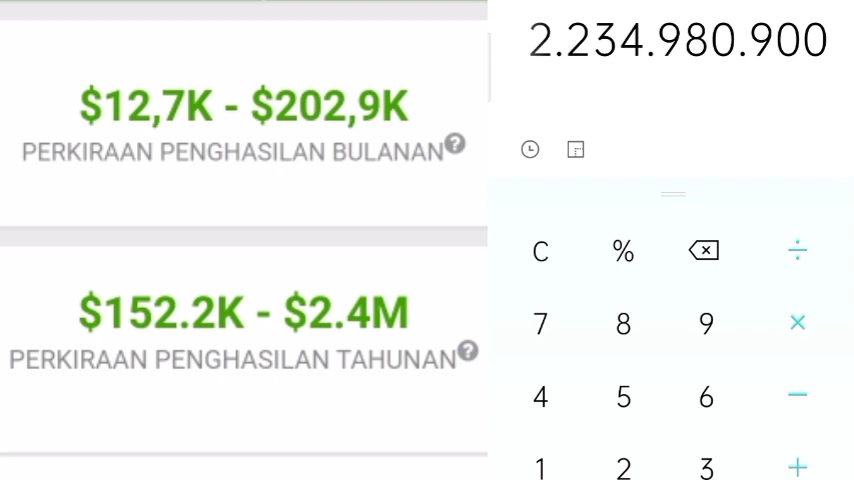 $12,7K - $202,9K
PERKIRAAN PENGHASILAN BULANAN?
$152.2K - $2.4M
PERKIRAAN PENGHASILAN TAHUNAN?
2.234.980.900
C % ÷
7 8 9 ×
4 5 6 −
1 2 3 +